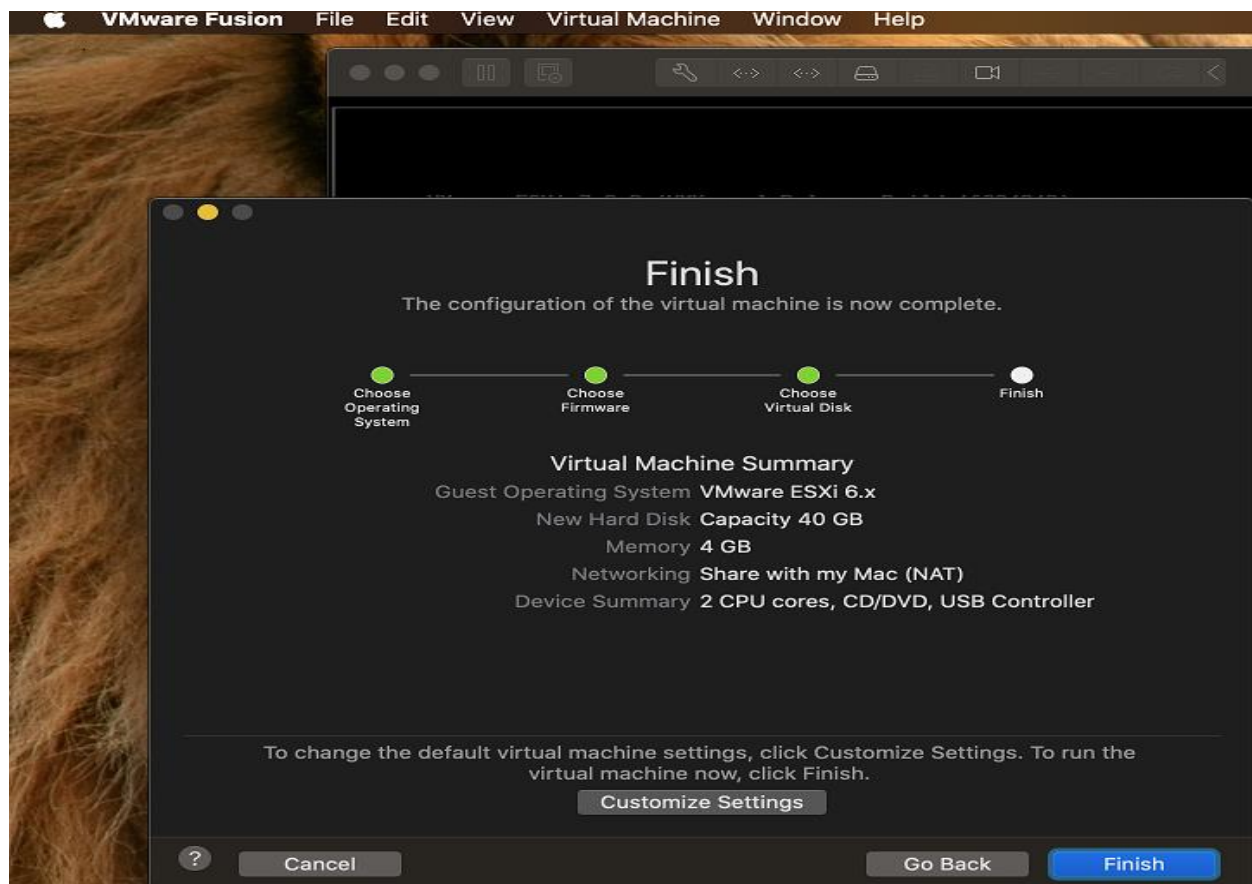 VMware Fusion File Edit View Virtual Machine Window Help
Finish
The configuration of the virtual machine is now complete.
Choose Operating System
Choose Firmware
Choose Virtual Disk
Finish
Virtual Machine Summary
Guest Operating System VMware ESXi 6.x
New Hard Disk Capacity 40 GB
Memory 4 GB
Networking Share with my Mac (NAT)
Device Summary 2 CPU cores, CD/DVD, USB Controller
To change the default virtual machine settings, click Customize Settings. To run the
virtual machine now, click Finish.
Customize Settings
? Cancel Go Back Finish